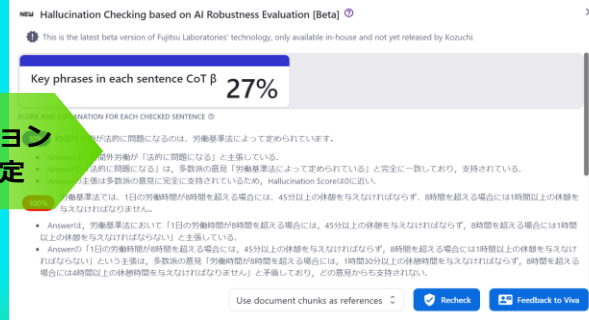 NEW Hallucination Checking based on AI Robustness Evaluation [Beta]
This is the latest beta version of Fujitsu Laboratories' technology, only available in-house and not yet released by Kozuchi.
Key phrases in each sentence CoT β 27%
SCORE AND EXPLANATION FOR EACH CHECKED SENTENCE
ョン
定
が法的に問題になるのは、労働基準法によって定められています。
間外労働が「法的に問題になる」と主張している。
法的に問題になる」は、多数派の意見「労働基準法によって定められている」と完全に一致しており、支持されている。
の主張は多数派の意見に完全に支持されているため、Hallucination Scoreは0に近い。
100% 労働基準法では、1日の労働時間が8時間を超える場合には、45分以上の休憩を与えなければならず、8時間を超える場合には1時間以上の休憩を
与えなければなりません。
• Answerは、労働基準法において「1日の労働時間が8時間を超える場合には、45分以上の休憩を与えなければならず、8時間を超える場合には1時間
以上の休憩を与えなければならない」と主張している。
• Answerの「1日の労働時間が8時間を超える場合には、45分以上の休憩を与えなければならず、8時間を超える場合には1時間以上の休憩を与えなけ
ればならない」という主張は、多数派の意見「労働時間が8時間を超える場合には、1時間30分以上の休憩時間を与えなければならず、8時間を超える
場合には4時間以上の休憩時間を与えなければなりません」と矛盾しており、どの意見からも支持されない。
Use document chunks as references
Recheck
Feedback to Viva